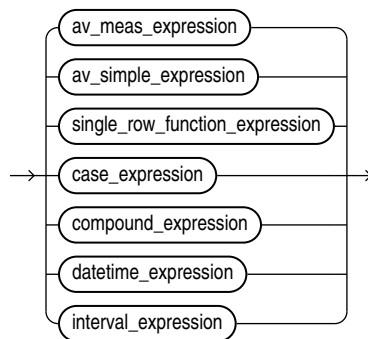 av_meas_expression
av_simple_expression
single_row_function_expression
case_expression
compound_expression
datetime_expression
interval_expression